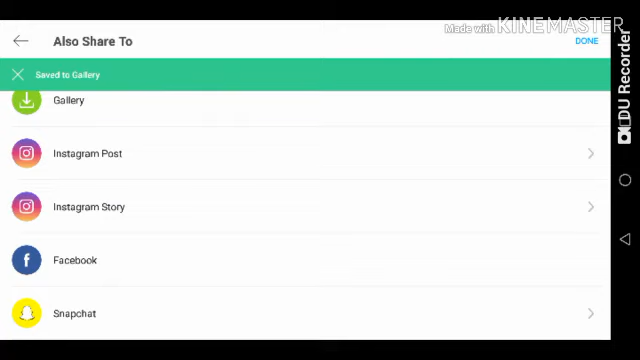 Made with KINEMASTER
Also Share To
DONE
Saved to Gallery
Gallery
Instagram Post
Instagram Story
Facebook
Snapchat
DU Recorder